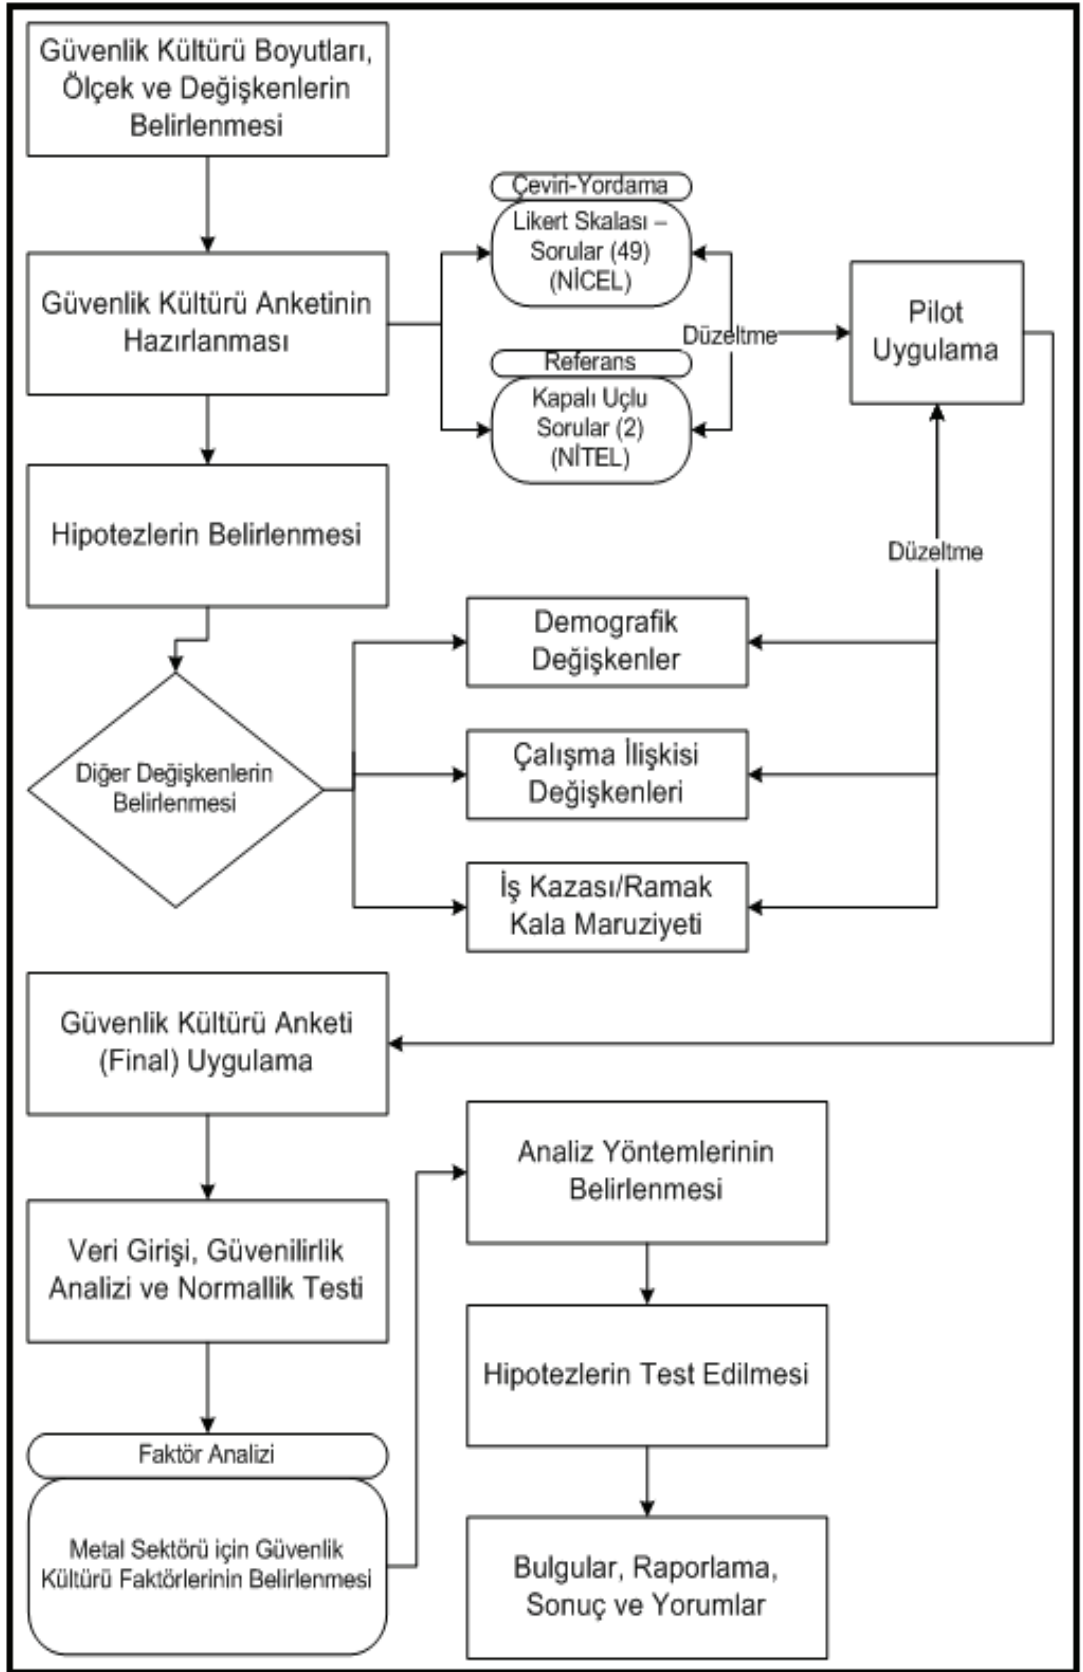 Güvenlik Kültürü Boyutları,
Ölçek ve Değişkenlerin
Belirlenmesi
Güvenlik Kültürü Anketinin
Hazırlanması
Çeviri-Yordama
Likert Skalası –
Sorular (49)
(NİCEL)
Referans
Kapalı Uçlu
Sorular (2)
(NİTEL)
Düzeltme
Pilot
Uygulama
Hipotezlerin Belirlenmesi
Düzeltme
Diğer Değişkenlerin
Belirlenmesi
Demografik
Değişkenler
Çalışma İlişkisi
Değişkenleri
İş Kazası/Ramak
Kala Maruziyeti
Güvenlik Kültürü Anketi
(Final) Uygulama
Veri Girişi, Güvenilirlik
Analizi ve Normallik Testi
Faktör Analizi
Metal Sektörü için Güvenlik
Kültürü Faktörlerinin Belirlenmesi
Analiz Yöntemlerinin
Belirlenmesi
Hipotezlerin Test Edilmesi
Bulgular, Raporlama,
Sonuç ve Yorumlar